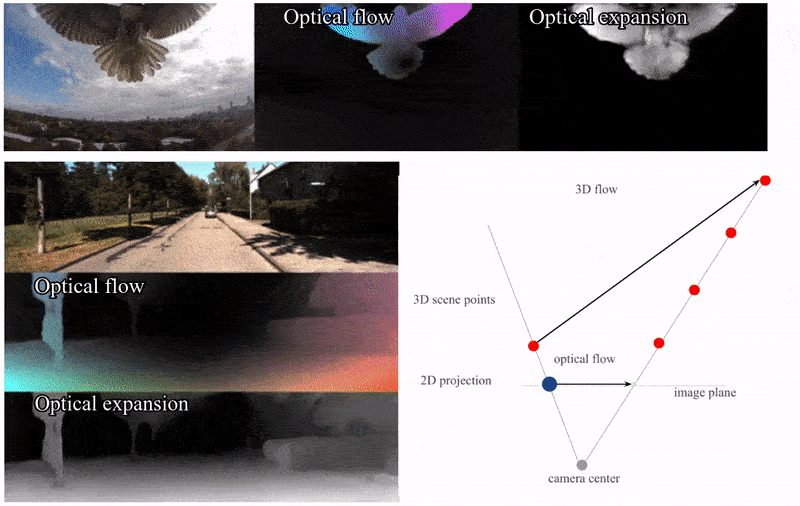 Optical flow
Optical expansion
Optical flow
Optical expansion
3D flow
3D scene points
optical flow
2D projection
image plane
camera center